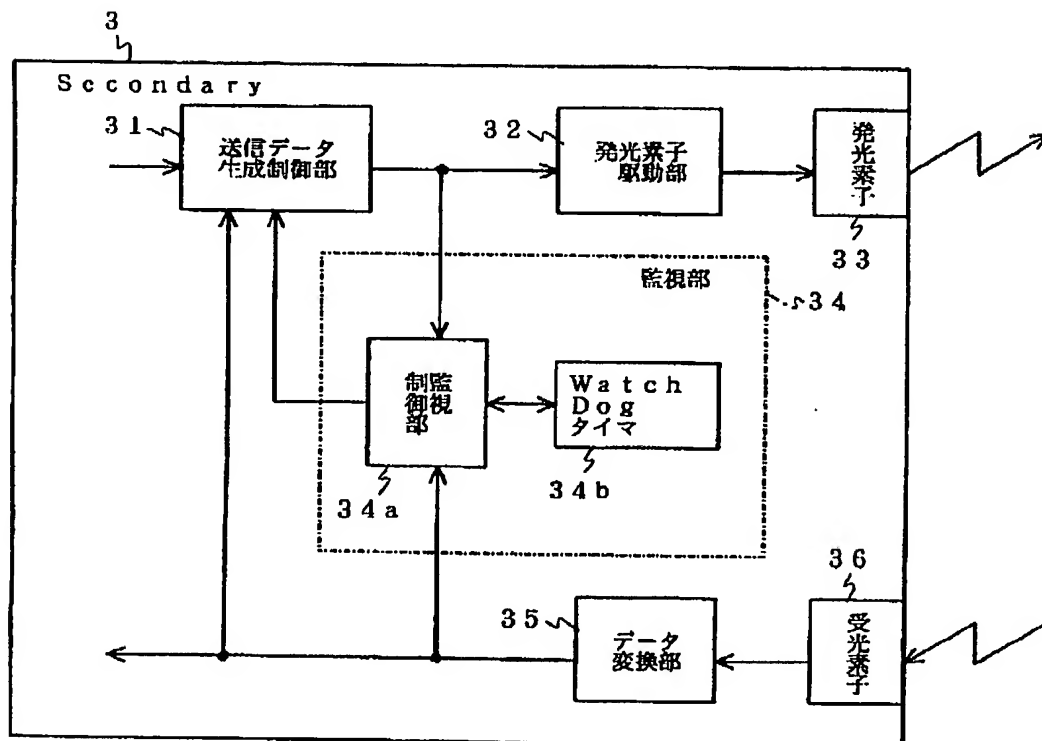 3
Secondary
31
送信データ
生成制御部
32
発光素子
駆動部
発光素子
33
監視部
34
監視
制御部
34a
Watch
Dog
タイマ
34b
35
データ
変換部
36
受光素子